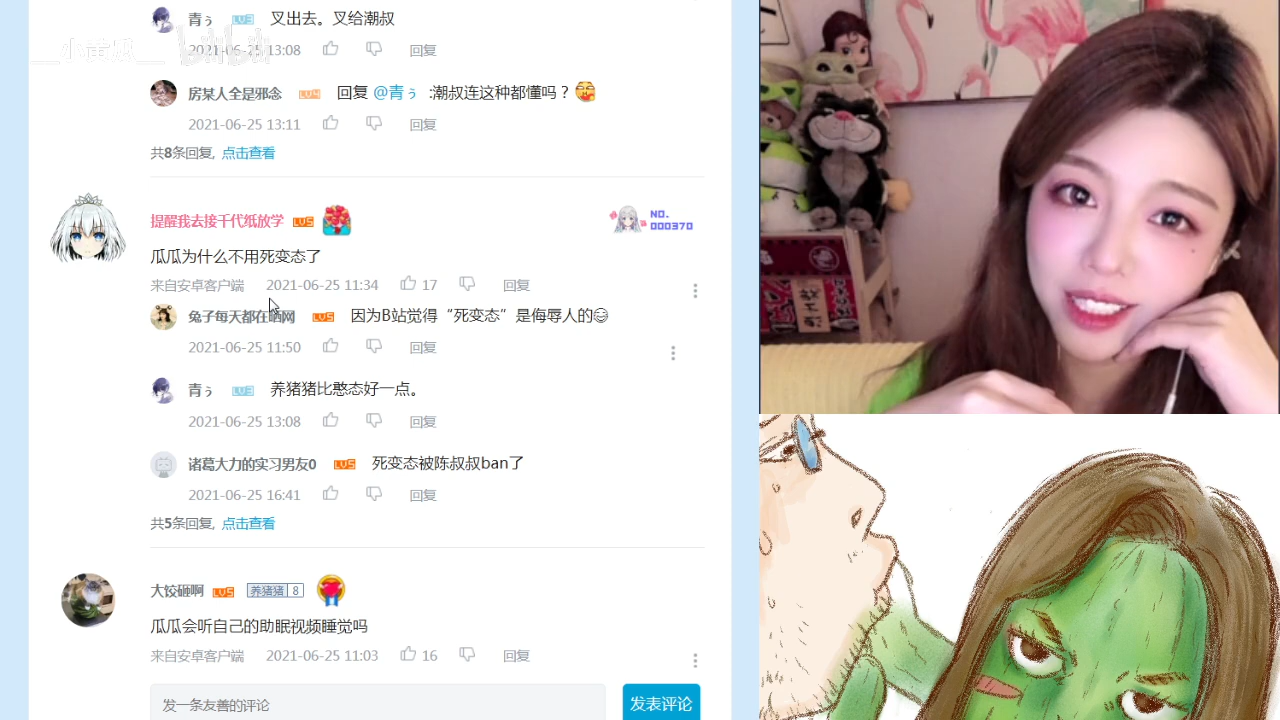 青ぅ LV3 叉出去。叉给潮叔
2021-06-25 13:08 回复
房某人全是邪念 LV4 回复 @青ぅ :潮叔连这种都懂吗？
2021-06-25 13:11 回复
共8条回复, 点击查看
提醒我去接千代纸放学 LV5
NO.
000370
瓜瓜为什么不用死变态了
来自安卓客户端 2021-06-25 11:34 17 回复
兔子每天都在晒网 LV5 因为B站觉得“死变态”是侮辱人的
2021-06-25 11:50 回复
青ぅ LV3 养猪猪比憨态好一点。
2021-06-25 13:08 回复
诸葛大力的实习男友0 LV5 死变态被陈叔叔ban了
2021-06-25 16:41 回复
共5条回复, 点击查看
大饺砸啊 LV5 养猪猪 8
瓜瓜会听自己的助眠视频睡觉吗
来自安卓客户端 2021-06-25 11:03 16 回复
发一条友善的评论 发表评论